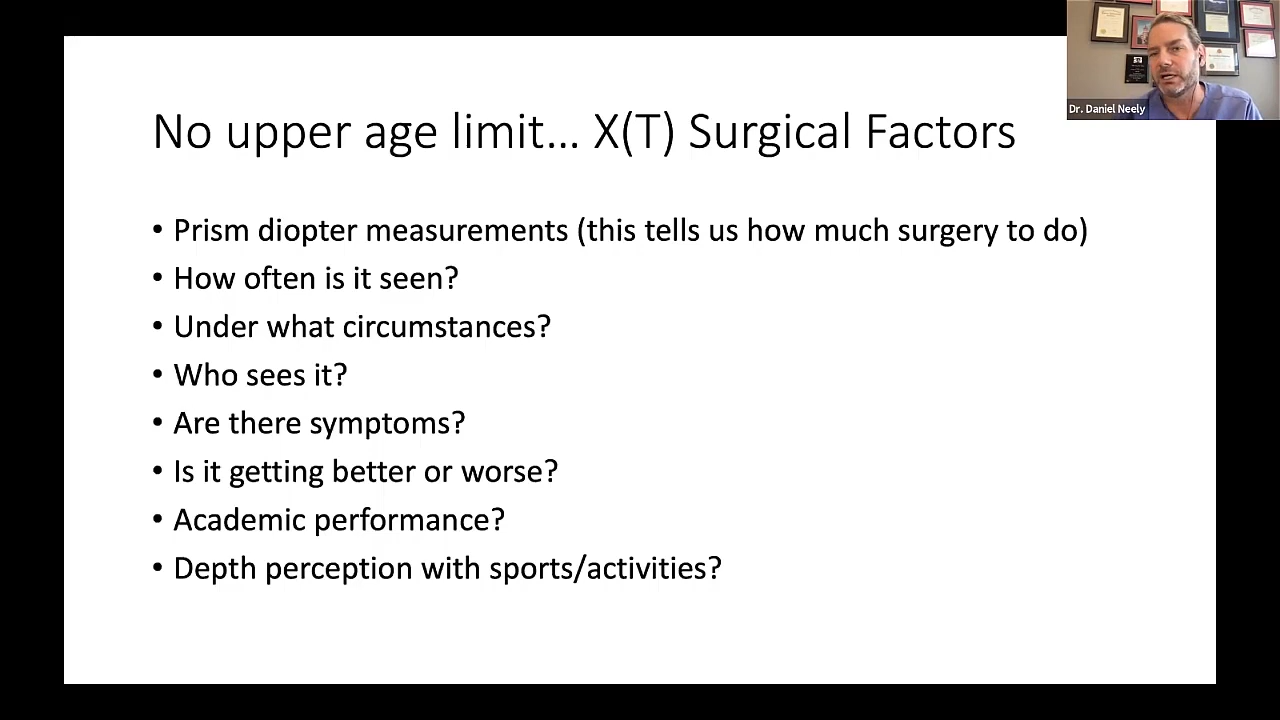 Dr. Daniel Neely
No upper age limit... X(T) Surgical Factors
• Prism diopter measurements (this tells us how much surgery to do)
• How often is it seen?
• Under what circumstances?
• Who sees it?
• Are there symptoms?
• Is it getting better or worse?
• Academic performance?
• Depth perception with sports/activities?